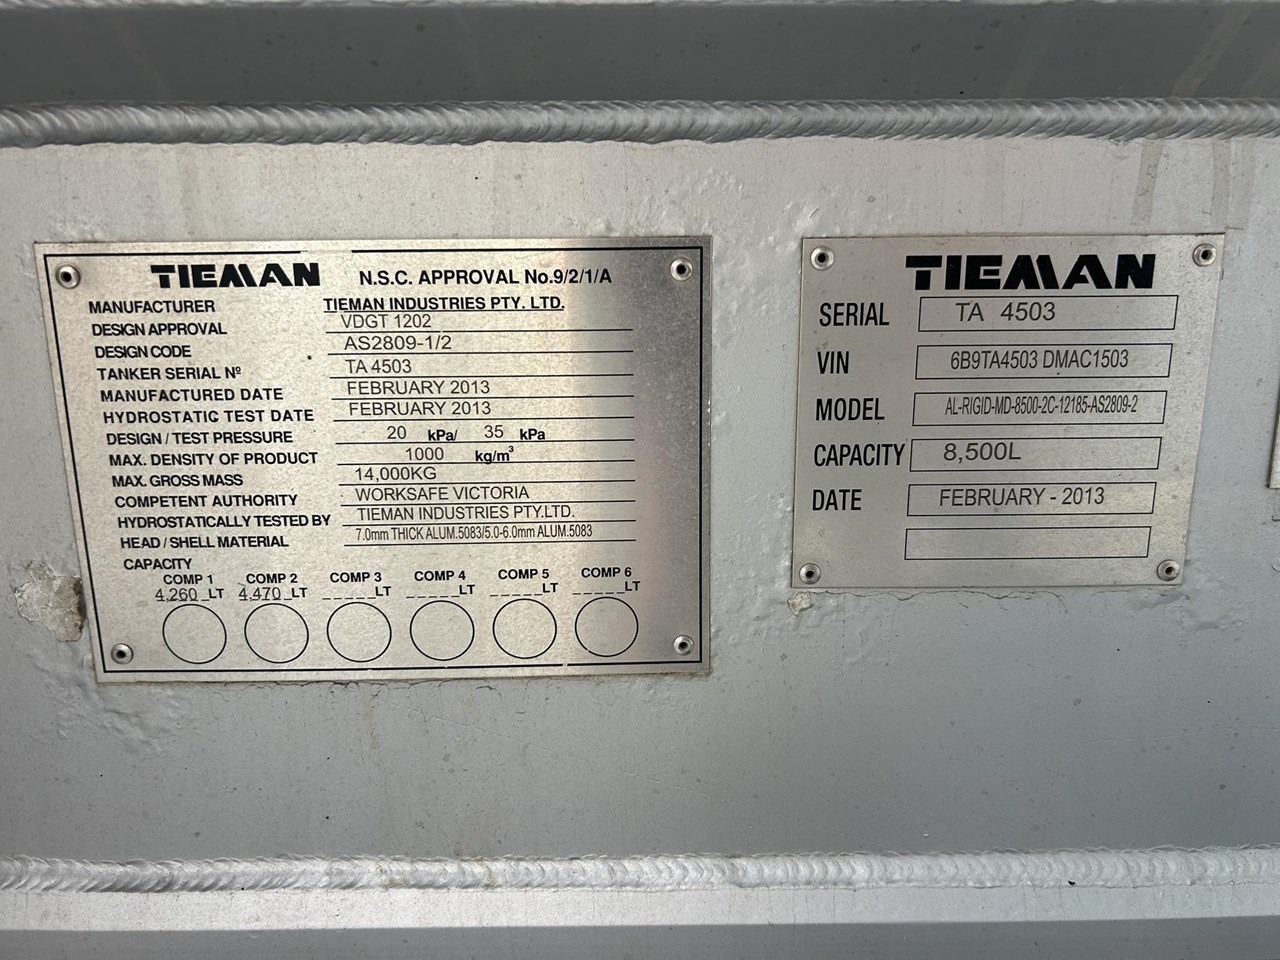 TIEMAN N.S.C. APPROVAL No.9/2/1/A
MANUFACTURER TIEMAN INDUSTRIES PTY. LTD.
DESIGN APPROVAL VDGT 1202
DESIGN CODE AS2809-1/2
TANKER SERIAL Nº TA 4503
MANUFACTURED DATE FEBRUARY 2013
HYDROSTATIC TEST DATE FEBRUARY 2013
DESIGN / TEST PRESSURE 20 kPa/ 35 kPa
MAX. DENSITY OF PRODUCT 1000 kg/m³
MAX. GROSS MASS 14,000KG
COMPETENT AUTHORITY WORKSAFE VICTORIA
HYDROSTATICALLY TESTED BY TIEMAN INDUSTRIES PTY.LTD.
HEAD / SHELL MATERIAL 7.0mm THICK ALUM.5083/5.0-6.0mm ALUM.5083
CAPACITY
COMP 1 COMP 2 COMP 3 COMP 4 COMP 5 COMP 6
4,260 LT 4,470 LT ______LT ______LT ______LT ______LT
TIEMAN
SERIAL TA 4503
VIN 6B9TA4503 DMAC1503
MODEL AL-RIGID-MD-8500-2C-12185-AS2809-2
CAPACITY 8,500L
DATE FEBRUARY - 2013